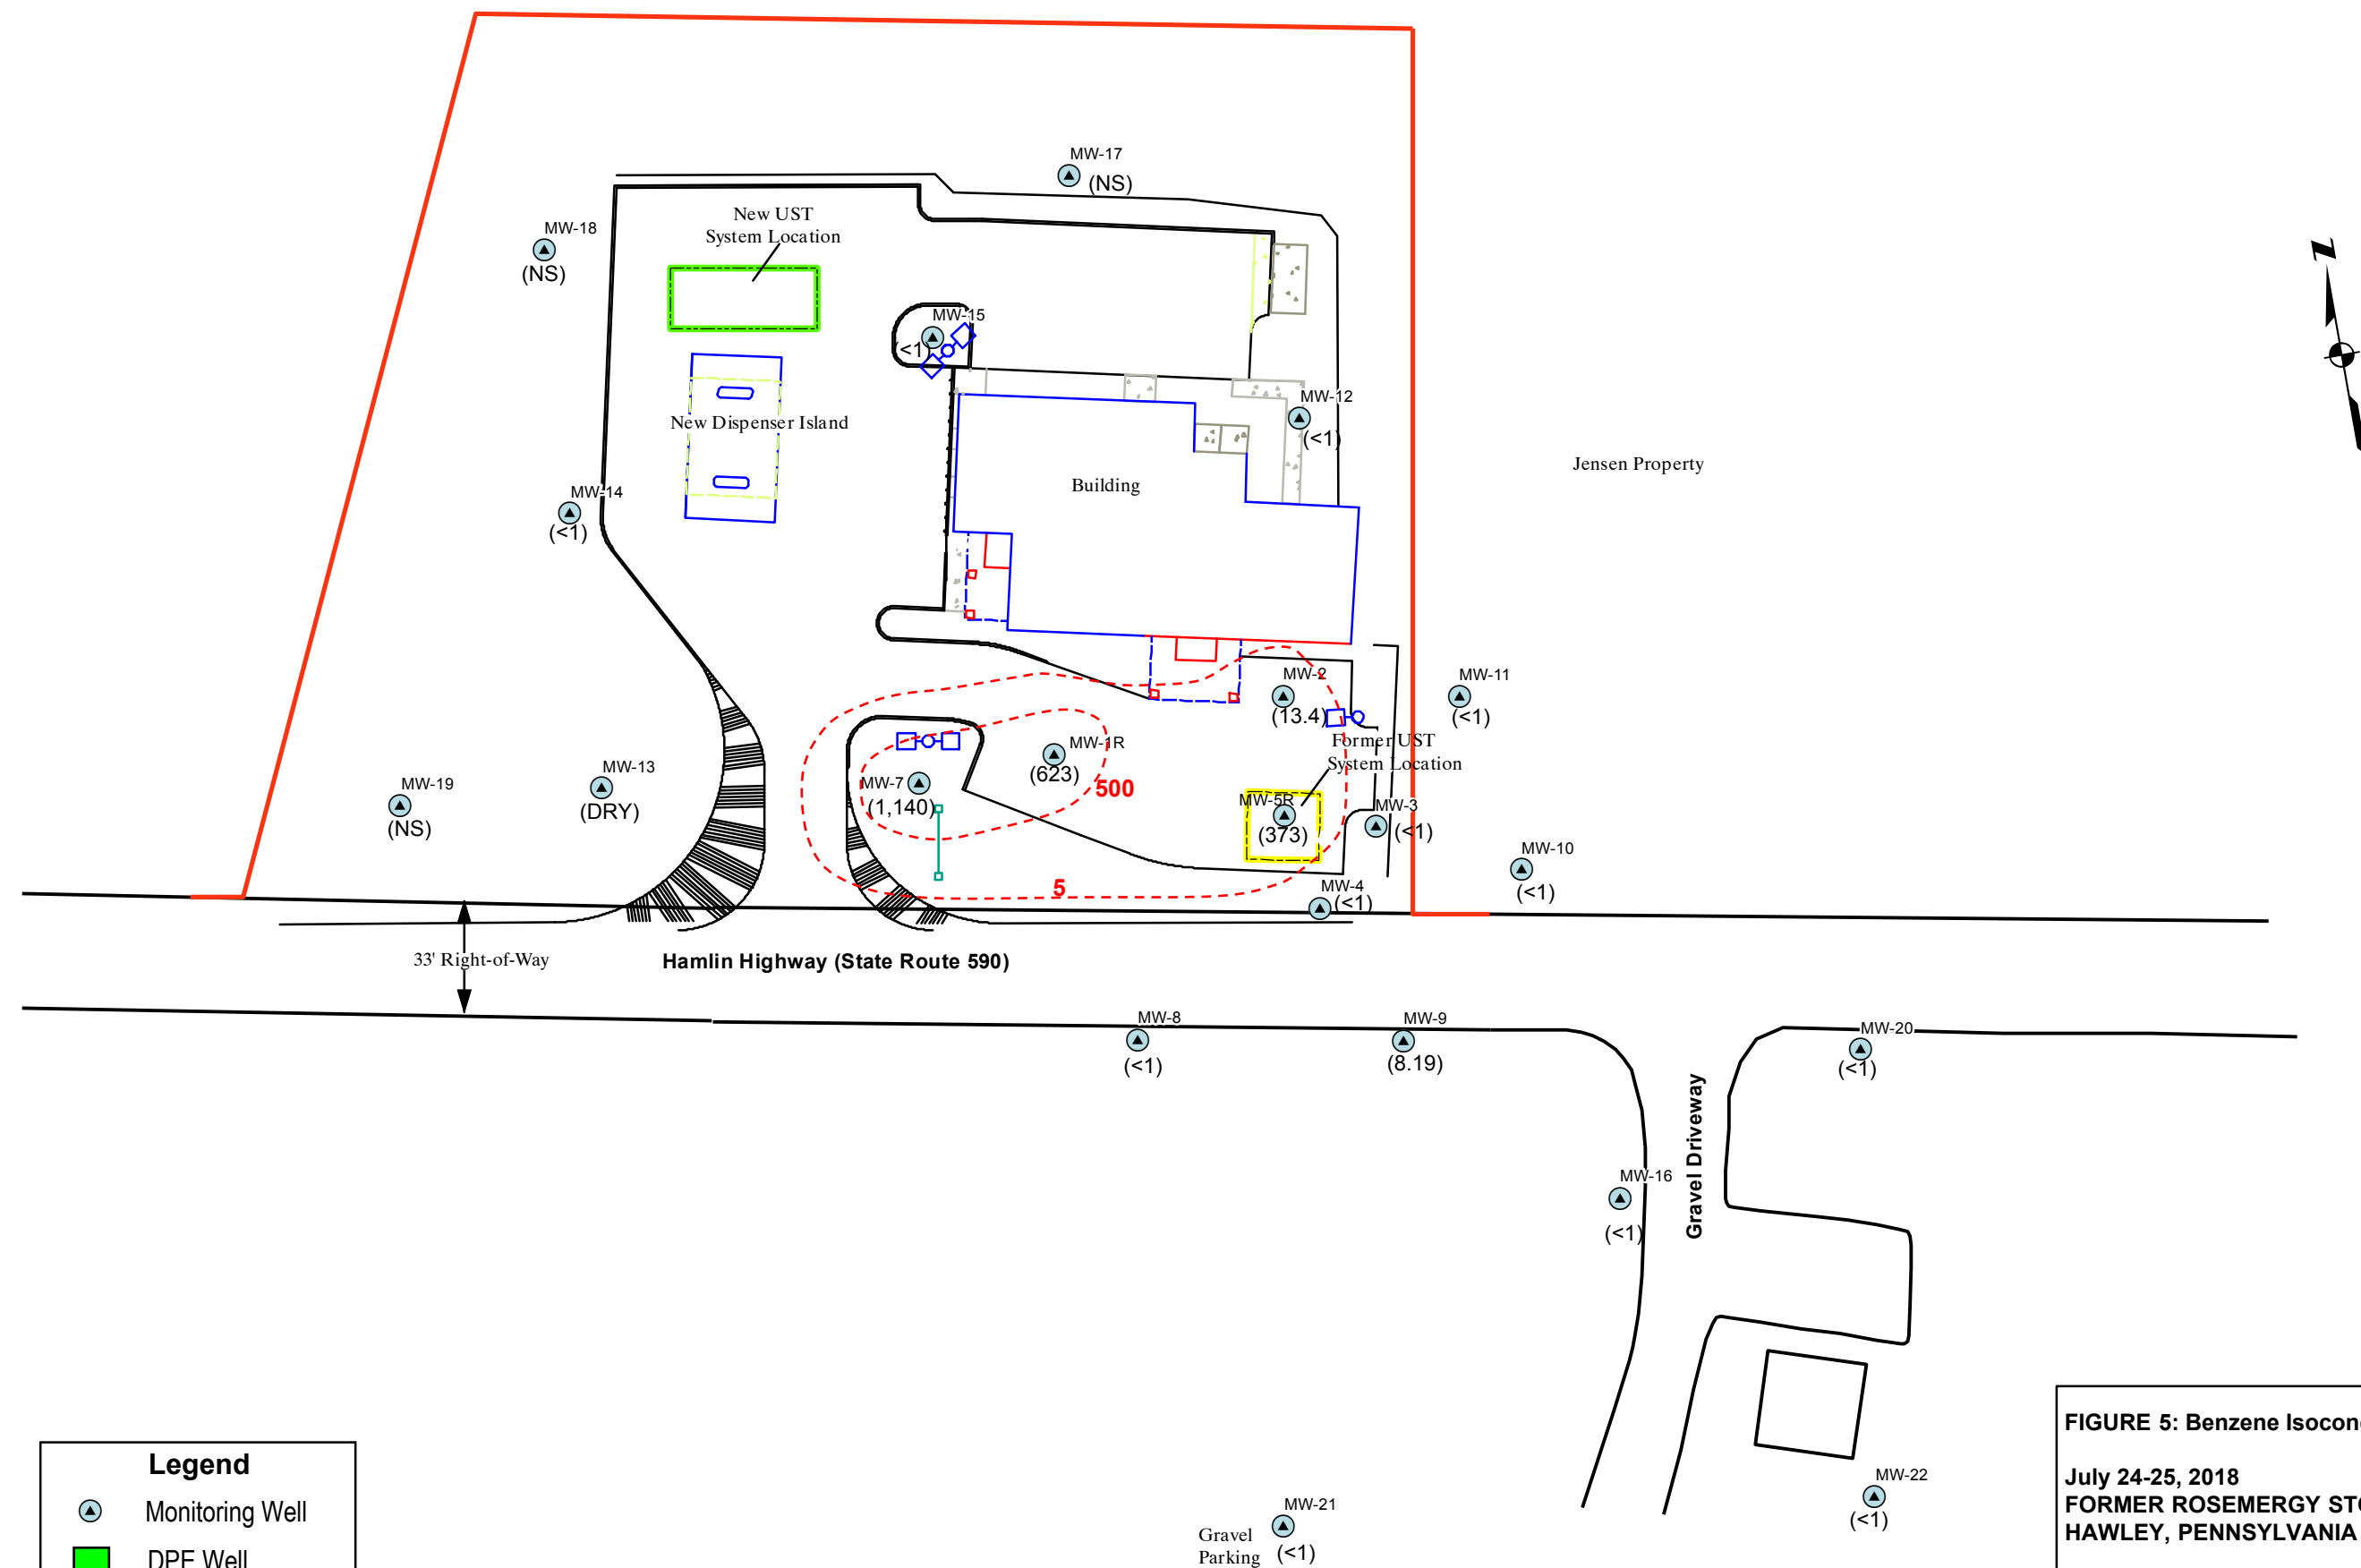 MW-17
(NS)
New UST
System Location
MW-18
(NS)
N
MW-15
(<1)
MW-12
(<1)
New Dispenser Island
Jensen Property
Building
MW-14
(<1)
MW-2
(13.4)
MW-11
(<1)
Former UST
System Location
MW-1R
(623)
500
MW-7
(1,140)
MW-13
(DRY)
MW-19
(NS)
MW-5R
(373)
MW-3
(<1)
MW-10
(<1)
MW-4
(<1)
5
33' Right-of-Way
Hamlin Highway (State Route 590)
MW-8
(<1)
MW-9
(8.19)
MW-20
(<1)
Gravel Driveway
MW-16
(<1)
MW-22
(<1)
MW-21
(<1)
Gravel
Parking
Legend
Monitoring Well
DPE Well
FIGURE 5: Benzene
July 24-25, 2018
FORMER ROSEMERGY
HAWLEY, PENNSYLVANIA